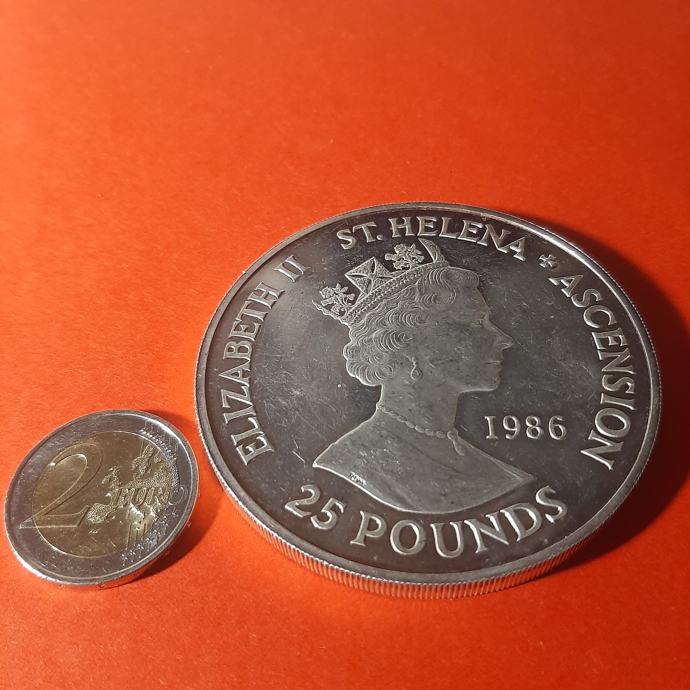 ELIZABETH II ST. HELENA * ASCENSION
1986
25 POUNDS
2 EURO